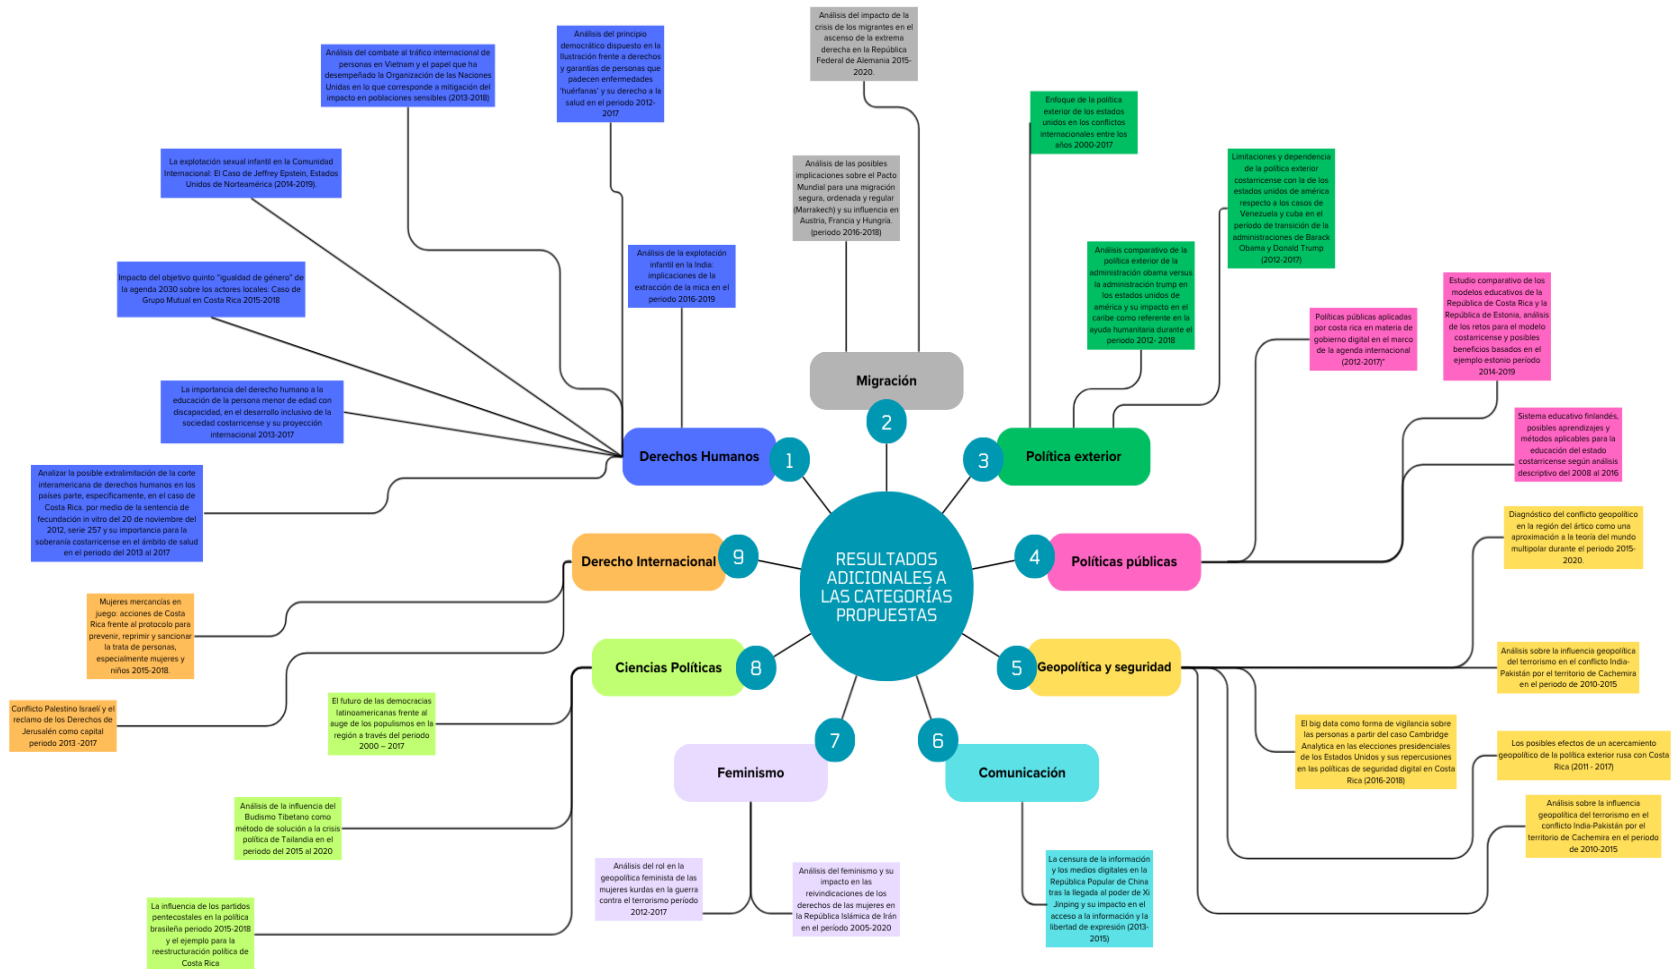 RESULTADOS
ADICIONALES A
LAS CATEGORÍAS
PROPUESTAS
1
Derechos Humanos
Análisis del combate al tráfico internacional de
personas en Vietnam y el papel que ha
desempeñado la Organización de las Naciones
Unidas en lo que corresponde a mitigación del
impacto en poblaciones sensibles (2013-2018)
Análisis del principio
democrático dispuesto en la
Ilustración frente a derechos
y garantías de personas que
padecen enfermedades
'huérfanas' y su derecho a la
salud en el periodo 2012-
2017
La explotación sexual infantil en la Comunidad
Internacional: El Caso de Jeffrey Epstein, Estados
Unidos de Norteamérica (2014-2019).
Análisis de la explotación
infantil en la India:
implicaciones de la
extracción de la mica en el
periodo 2016-2019
Impacto del objetivo quinto "igualdad de género" de
la agenda 2030 sobre los actores locales: Caso de
Grupo Mutual en Costa Rica 2015-2018
La importancia del derecho humano a la
educación de la persona menor de edad con
discapacidad, en el desarrollo inclusivo de la
sociedad costarricense y su proyección
internacional 2013-2017
Analizar la posible extralimitación de la corte
interamericana de derechos humanos en los
países parte, específicamente, en el caso de
Costa Rica. por medio de la sentencia de
fecundación in vitro del 20 de noviembre del
2012, serie 257 y su importancia para la
soberanía costarricense en el ámbito de salud
en el periodo del 2013 al 2017
2
Migración
Análisis del impacto de la
crisis de los migrantes en el
ascenso de la extrema
derecha en la República
Federal de Alemania 2015-
2020.
Análisis de las posibles
implicaciones sobre el Pacto
Mundial para una migración
segura, ordenada y regular
(Marrakech) y su influencia en
Austria, Francia y Hungría.
(periodo 2016-2018)
3
Política exterior
Enfoque de la política
exterior de los estados
unidos en los conflictos
internacionales entre los
años 2000-2017
Limitaciones y dependencia
de la política exterior
costarricense con la de los
estados unidos de américa
respecto a los casos de
Venezuela y cuba en el
período de transición de la
administraciones de Barack
Obama y Donald Trump
(2012-2017)
Análisis comparativo de la
política exterior de la
administración obama versus
la administración trump en
los estados unidos de
américa y su impacto en el
caribe como referente en la
ayuda humanitaria durante el
periodo 2012- 2018
4
Políticas públicas
Políticas públicas aplicadas
por costa rica en materia de
gobierno digital en el marco
de la agenda internacional
(2012-2017)"
Estudio comparativo de los
modelos educativos de la
República de Costa Rica y la
República de Estonia, análisis
de los retos para el modelo
costarricense y posibles
beneficios basados en el
ejemplo estonio período
2014-2019
Sistema educativo finlandés,
posibles aprendizajes y
métodos aplicables para la
educación del estado
costarricense según análisis
descriptivo del 2008 al 2016
5
Geopolítica y seguridad
Diagnóstico del conflicto geopolítico
en la región del ártico como una
aproximación a la teoría del mundo
multipolar durante el periodo 2015-
2020.
Análisis sobre la influencia geopolítica
del terrorismo en el conflicto India-
Pakistán por el territorio de Cachemira
en el periodo de 2010-2015
El big data como forma de vigilancia sobre
las personas a partir del caso Cambridge
Analytica en las elecciones presidenciales
de los Estados Unidos y sus repercusiones
en las políticas de seguridad digital en Costa
Rica (2016-2018)
Los posibles efectos de un acercamiento
geopolítico de la política exterior rusa con Costa
Rica (2011 - 2017)
Análisis sobre la influencia
geopolítica del terrorismo en el
conflicto India-Pakistán por el
territorio de Cachemira en el periodo
de 2010-2015
6
Comunicación
La censura de la información
y los medios digitales en la
República Popular de China
tras la llegada al poder de Xi
Jinping y su impacto en el
acceso a la información y la
libertad de expresión (2013-
2015)
7
Feminismo
Análisis del rol en la
geopolítica feminista de las
mujeres kurdas en la guerra
contra el terrorismo período
2012-2017
Análisis del feminismo y su
impacto en las
reivindicaciones de los
derechos de las mujeres en
la República Islámica de Irán
en el período 2005-2020
8
Ciencias Políticas
El futuro de las democracias
latinoamericanas frente al
auge de los populismos en la
región a través del periodo
2000 – 2017
Análisis de la influencia del
Budismo Tibetano como
método de solución a la crisis
política de Tailandia en el
periodo del 2015 al 2020
La influencia de los partidos
pentecostales en la política
brasileña periodo 2015-2018
y el ejemplo para la
reestructuración política de
Costa Rica
9
Derecho Internacional
Mujeres mercancías en
juego: acciones de Costa
Rica frente al protocolo para
prevenir, reprimir y sancionar
la trata de personas,
especialmente mujeres y
niños 2015-2018.
Conflicto Palestino Israelí y el
reclamo de los Derechos de
Jerusalén como capital
periodo 2013 -2017